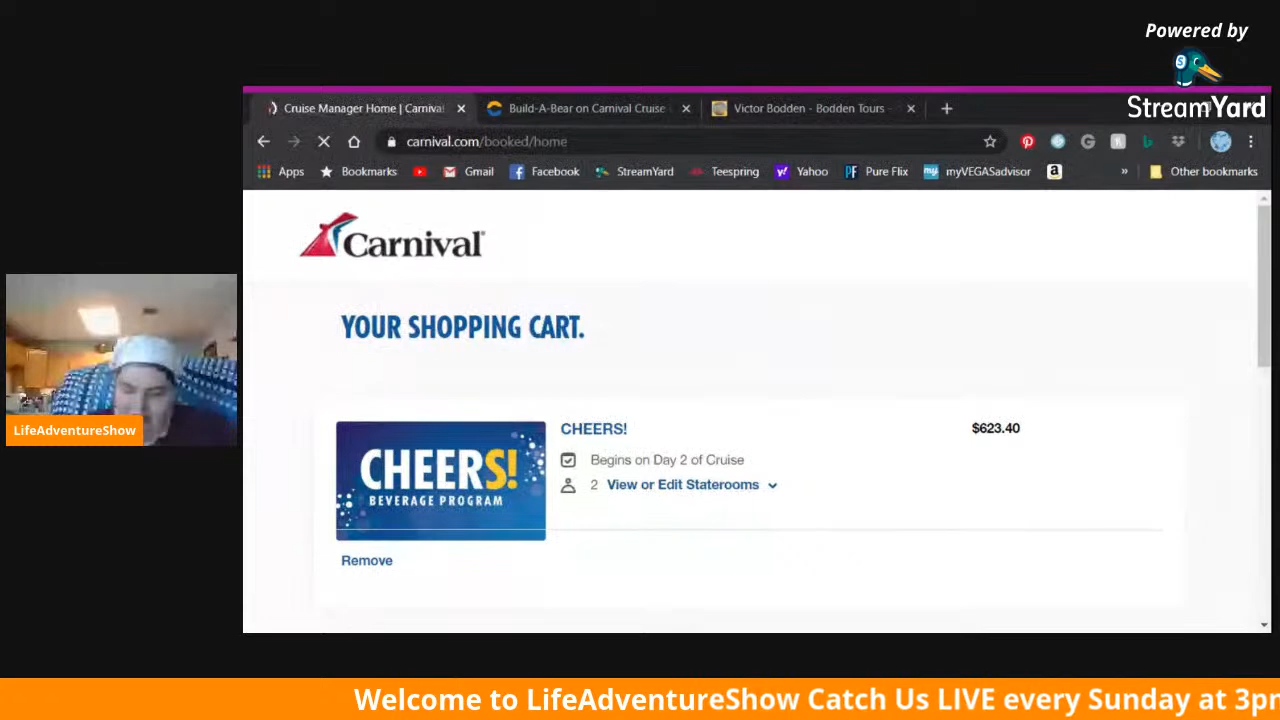 Powered by
StreamYard
Cruise Manager Home | Carnival
Build-A-Bear on Carnival Cruise
Victor Bodden - Bodden Tours -
carnival.com/booked/home
Apps
Bookmarks
Gmail
Facebook
StreamYard
Teespring
Yahoo
PF Pure Flix
my myVEGASadvisor
a
»
Other bookmarks
Carnival
YOUR SHOPPING CART.
CHEERS!
BEVERAGE PROGRAM
CHEERS!
$623.40
Begins on Day 2 of Cruise
2 View or Edit Staterooms
Remove
LifeAdventureShow
Welcome to LifeAdventureShow Catch Us LIVE every Sunday at 3pm